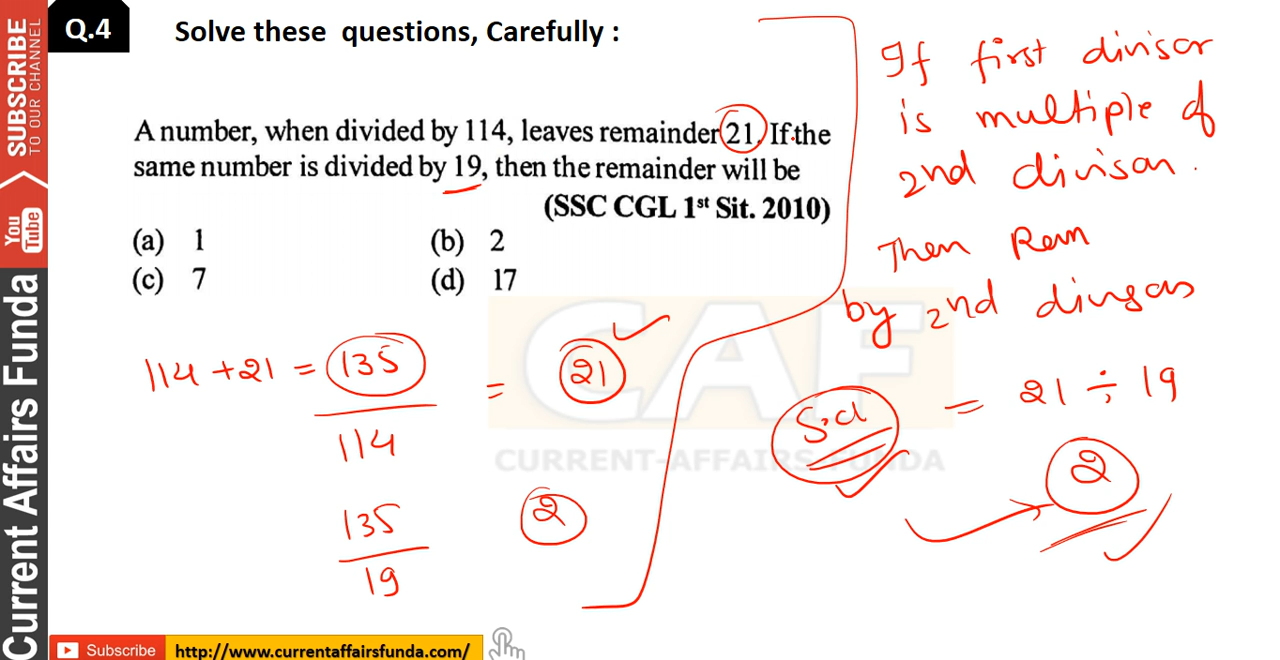 Q.4
Solve these questions, Carefully :
A number, when divided by 114, leaves remainder 21. If the
same number is divided by 19, then the remainder will be
(SSC CGL 1st Sit. 2010)
(a) 1
(b) 2
(c) 7
(d) 17
114 + 21 = 135
114
= 21
135
19
2
If first divisor
is multiple of
2nd divison.
Then Rem
by 2nd
= 21 ÷ 19
2
CAF
CURRENT-AFFAIRS-FUNDA
SUBSCRIBE
TO OUR CHANNEL
You
Tube
Current Affairs Funda
Subscribe
http://www.currentaffairsfunda.com/